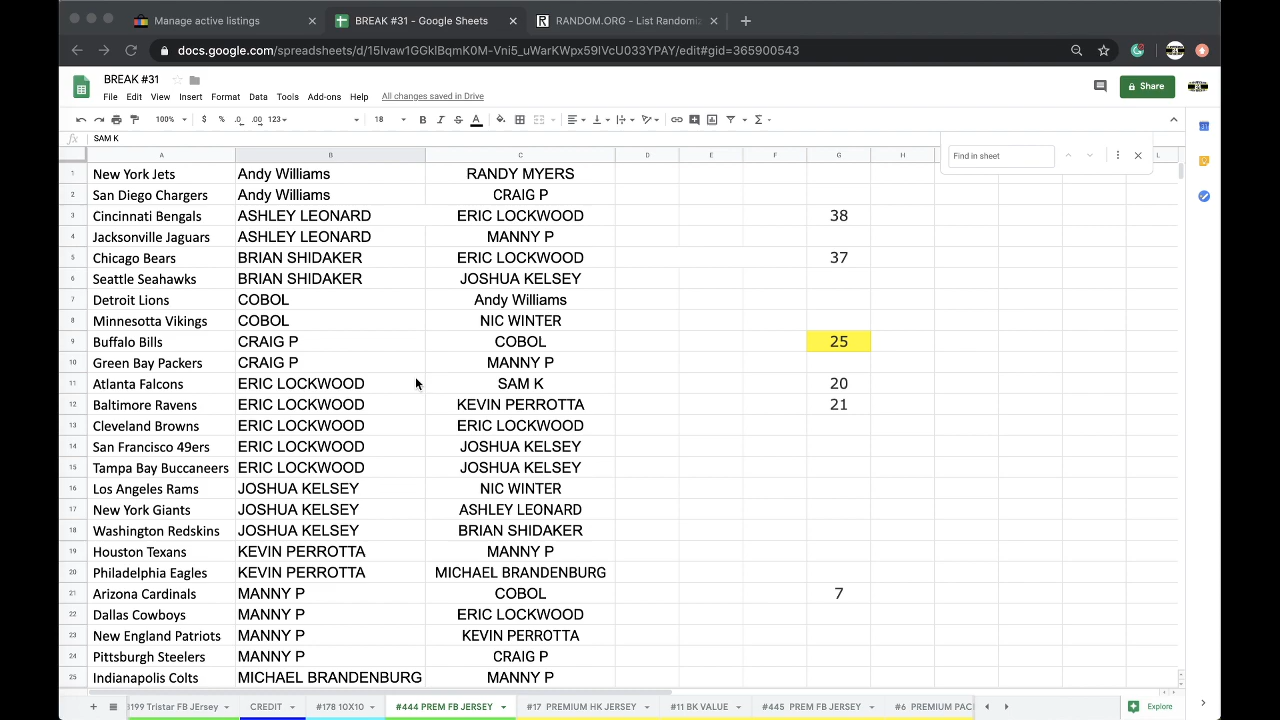 Manage active listings
BREAK #31 - Google Sheets
RANDOM.ORG - List Randomiz
docs.google.com/spreadsheets/d/15Ivaw1GGkIBqmK0M-Vni5_uWarKWpx59IVcU033YPAY/edit#gid=365900543
BREAK #31
File Edit View Insert Format Data Tools Add-ons Help All changes saved in Drive
Share
100% $ % .0 .00 123 18 B I S A
fx SAM K
Find in sheet
A B C D E F G H L
1 New York Jets Andy Williams RANDY MYERS
2 San Diego Chargers Andy Williams CRAIG P
3 Cincinnati Bengals ASHLEY LEONARD ERIC LOCKWOOD 38
4 Jacksonville Jaguars ASHLEY LEONARD MANNY P
5 Chicago Bears BRIAN SHIDAKER ERIC LOCKWOOD 37
6 Seattle Seahawks BRIAN SHIDAKER JOSHUA KELSEY
7 Detroit Lions COBOL Andy Williams
8 Minnesotta Vikings COBOL NIC WINTER
9 Buffalo Bills CRAIG P COBOL 25
10 Green Bay Packers CRAIG P MANNY P
11 Atlanta Falcons ERIC LOCKWOOD SAM K 20
12 Baltimore Ravens ERIC LOCKWOOD KEVIN PERROTTA 21
13 Cleveland Browns ERIC LOCKWOOD ERIC LOCKWOOD
14 San Francisco 49ers ERIC LOCKWOOD JOSHUA KELSEY
15 Tampa Bay Buccaneers ERIC LOCKWOOD JOSHUA KELSEY
16 Los Angeles Rams JOSHUA KELSEY NIC WINTER
17 New York Giants JOSHUA KELSEY ASHLEY LEONARD
18 Washington Redskins JOSHUA KELSEY BRIAN SHIDAKER
19 Houston Texans KEVIN PERROTTA MANNY P
20 Philadelphia Eagles KEVIN PERROTTA MICHAEL BRANDENBURG
21 Arizona Cardinals MANNY P COBOL 7
22 Dallas Cowboys MANNY P ERIC LOCKWOOD
23 New England Patriots MANNY P KEVIN PERROTTA
24 Pittsburgh Steelers MANNY P CRAIG P
25 Indianapolis Colts MICHAEL BRANDENBURG MANNY P
#199 Tristar FB JErsey CREDIT #178 10X10 #444 PREM FB JERSEY #17 PREMIUM HK JERSEY #11 BK VALUE #445 PREM FB JERSEY #6 PREMIUM PAC Explore